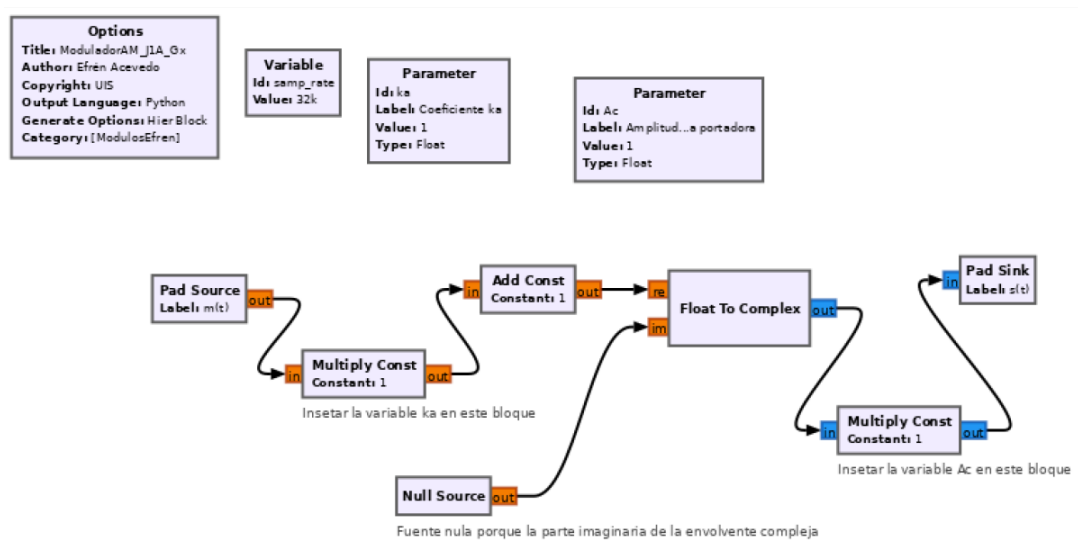 Options
Title: ModuladorAM_J1A_Gx
Author: Efrén Acevedo
Copyright: UIS
Output Language: Python
Generate Options: Hier Block
Category: [ModulosEfren]
Variable
Id: samp_rate
Value: 32k
Parameter
Id: ka
Label: Coeficiente ka
Value: 1
Type: Float
Parameter
Id: Ac
Label: Amplitud...a portadora
Value: 1
Type: Float
Pad Source
Label: m(t)
out
in
Multiply Const
Constant: 1
out
Insetar la variable ka en este bloque
in
Add Const
Constant: 1
out
re
im
Float To Complex
out
Null Source
out
Fuente nula porque la parte imaginaria de la envolvente compleja
in
Multiply Const
Constant: 1
out
Insetar la variable Ac en este bloque
in
Pad Sink
Label: s(t)